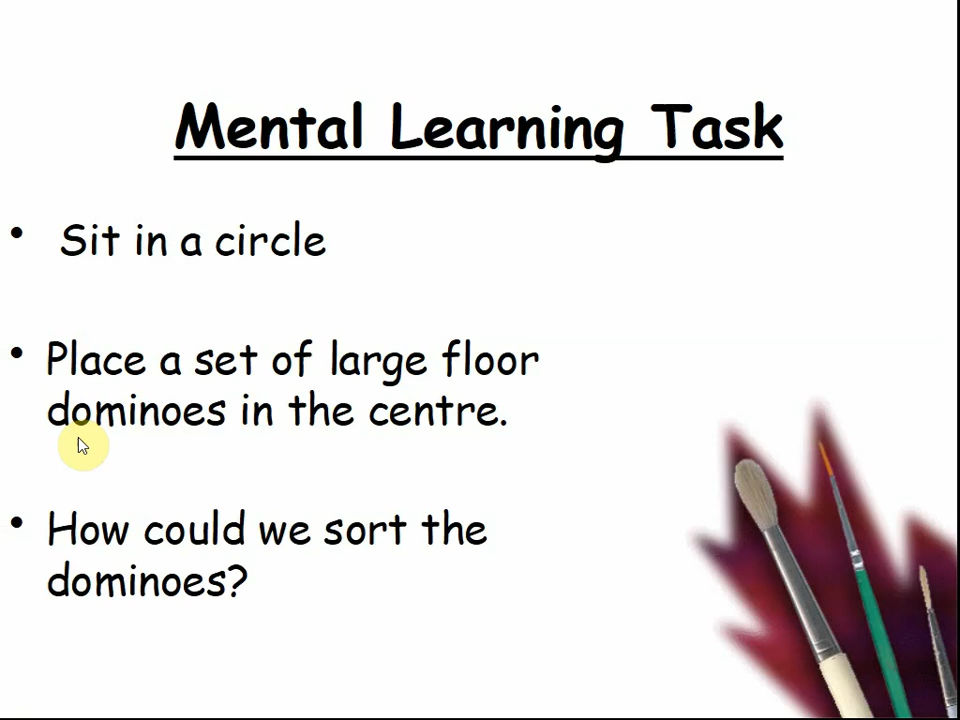 Mental Learning Task
• Sit in a circle
• Place a set of large floor
dominoes in the centre.
• How could we sort the
dominoes?